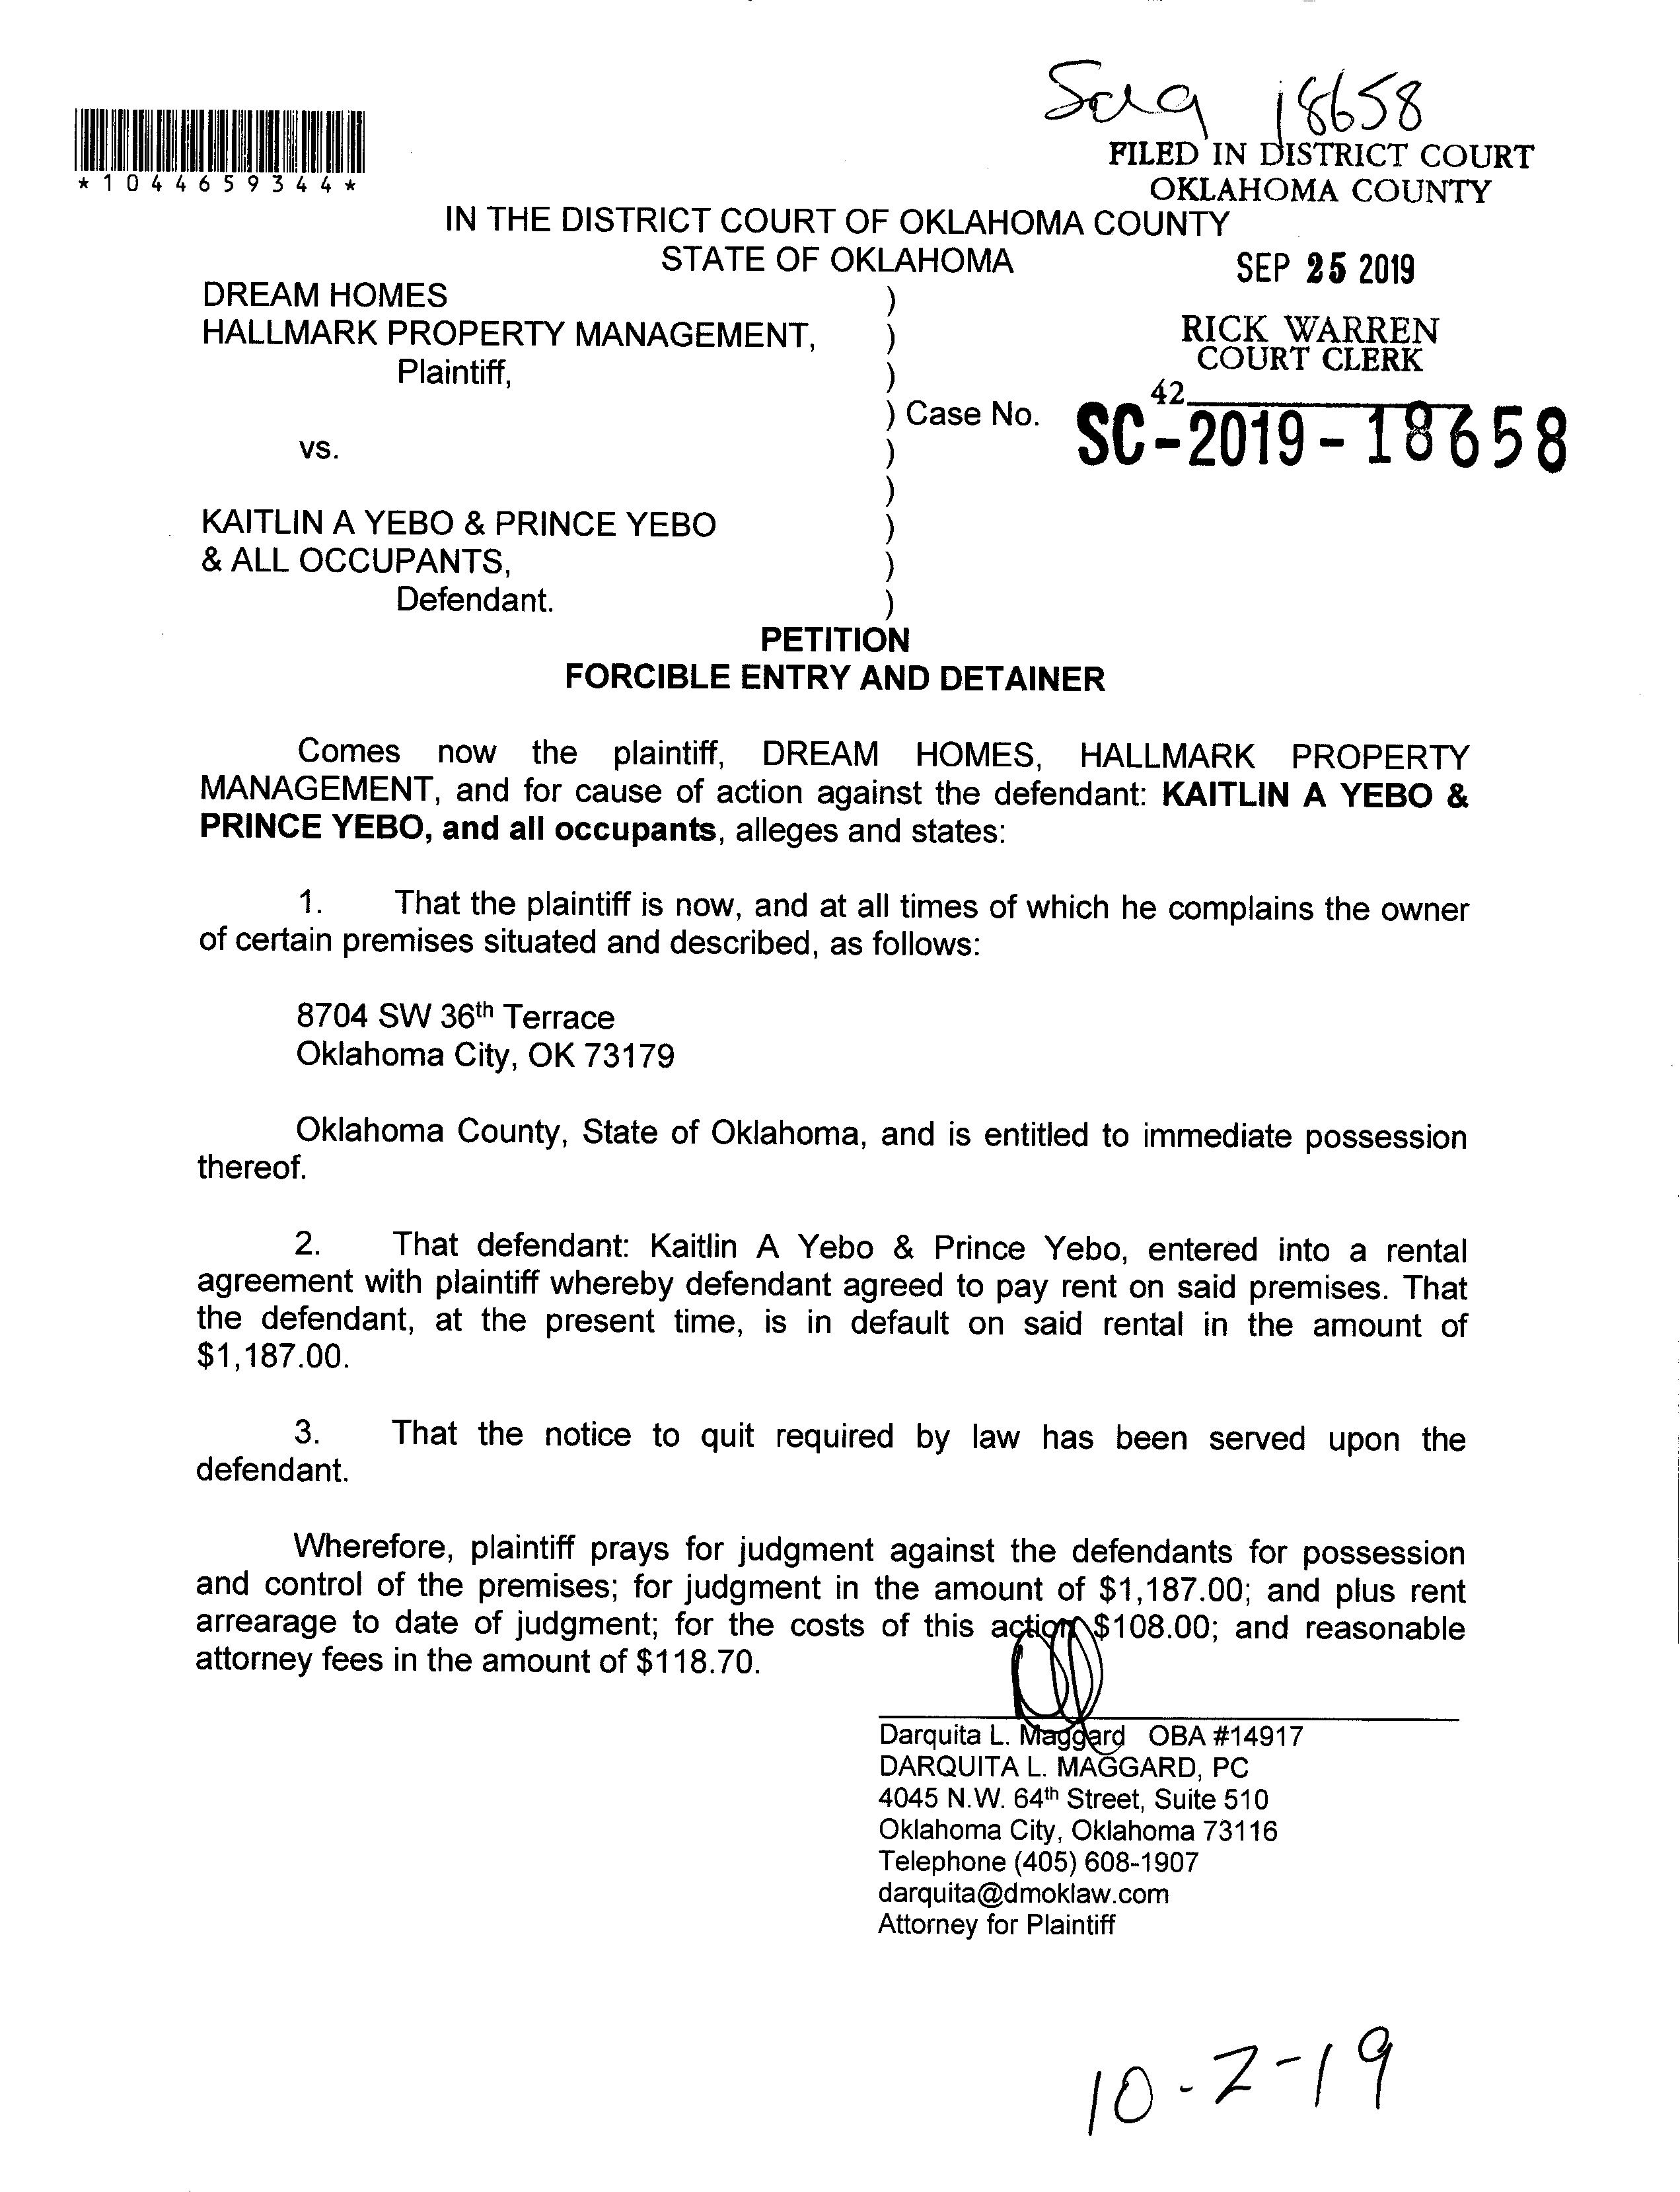 Sc19 18658
*1044659344*
FILED IN DISTRICT COURT
OKLAHOMA COUNTY
IN THE DISTRICT COURT OF OKLAHOMA COUNTY
STATE OF OKLAHOMA
SEP 25 2019
DREAM HOMES )
HALLMARK PROPERTY MANAGEMENT, )
Plaintiff, )
RICK WARREN
COURT CLERK
42
) Case No. SC-2019-18658
vs. )
)
KAITLIN A YEBO & PRINCE YEBO )
& ALL OCCUPANTS, )
Defendant. )
PETITION
FORCIBLE ENTRY AND DETAINER
Comes now the plaintiff, DREAM HOMES, HALLMARK PROPERTY
MANAGEMENT, and for cause of action against the defendant: KAITLIN A YEBO &
PRINCE YEBO, and all occupants, alleges and states:
1. That the plaintiff is now, and at all times of which he complains the owner
of certain premises situated and described, as follows:
8704 SW 36th Terrace
Oklahoma City, OK 73179
Oklahoma County, State of Oklahoma, and is entitled to immediate possession
thereof.
2. That defendant: Kaitlin A Yebo & Prince Yebo, entered into a rental
agreement with plaintiff whereby defendant agreed to pay rent on said premises. That
the defendant, at the present time, is in default on said rental in the amount of
$1,187.00.
3. That the notice to quit required by law has been served upon the
defendant.
Wherefore, plaintiff prays for judgment against the defendants for possession
and control of the premises; for judgment in the amount of $1,187.00; and plus rent
arrearage to date of judgment; for the costs of this action $108.00; and reasonable
attorney fees in the amount of $118.70.
Darquita L. Maggard OBA #14917
DARQUITA L. MAGGARD, PC
4045 N.W. 64th Street, Suite 510
Oklahoma City, Oklahoma 73116
Telephone (405) 608-1907
darquita@dmoklaw.com
Attorney for Plaintiff
10-2-19